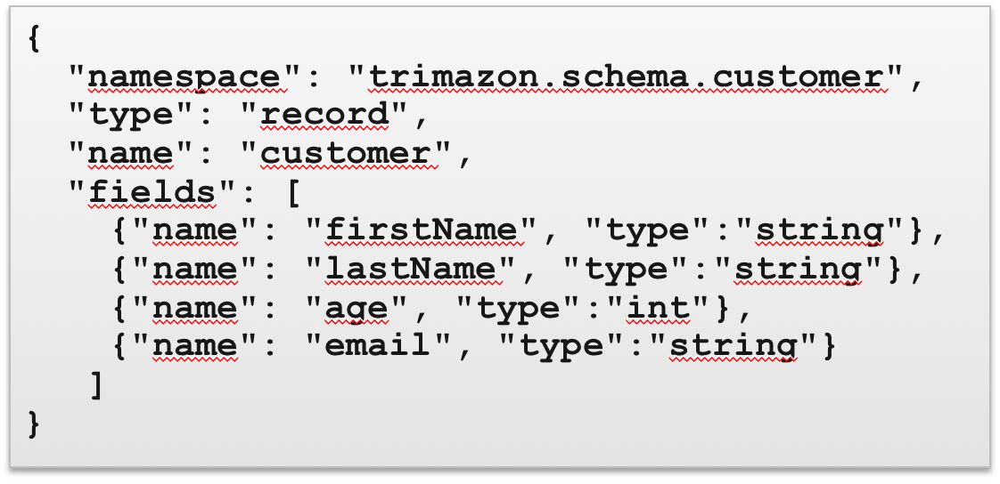 {
"namespace": "trimazon.schema.customer",
"type": "record",
"name": "customer",
"fields": [
{"name": "firstName", "type":"string"},
{"name": "lastName", "type":"string"},
{"name": "age", "type":"int"},
{"name": "email", "type":"string"}
]
}